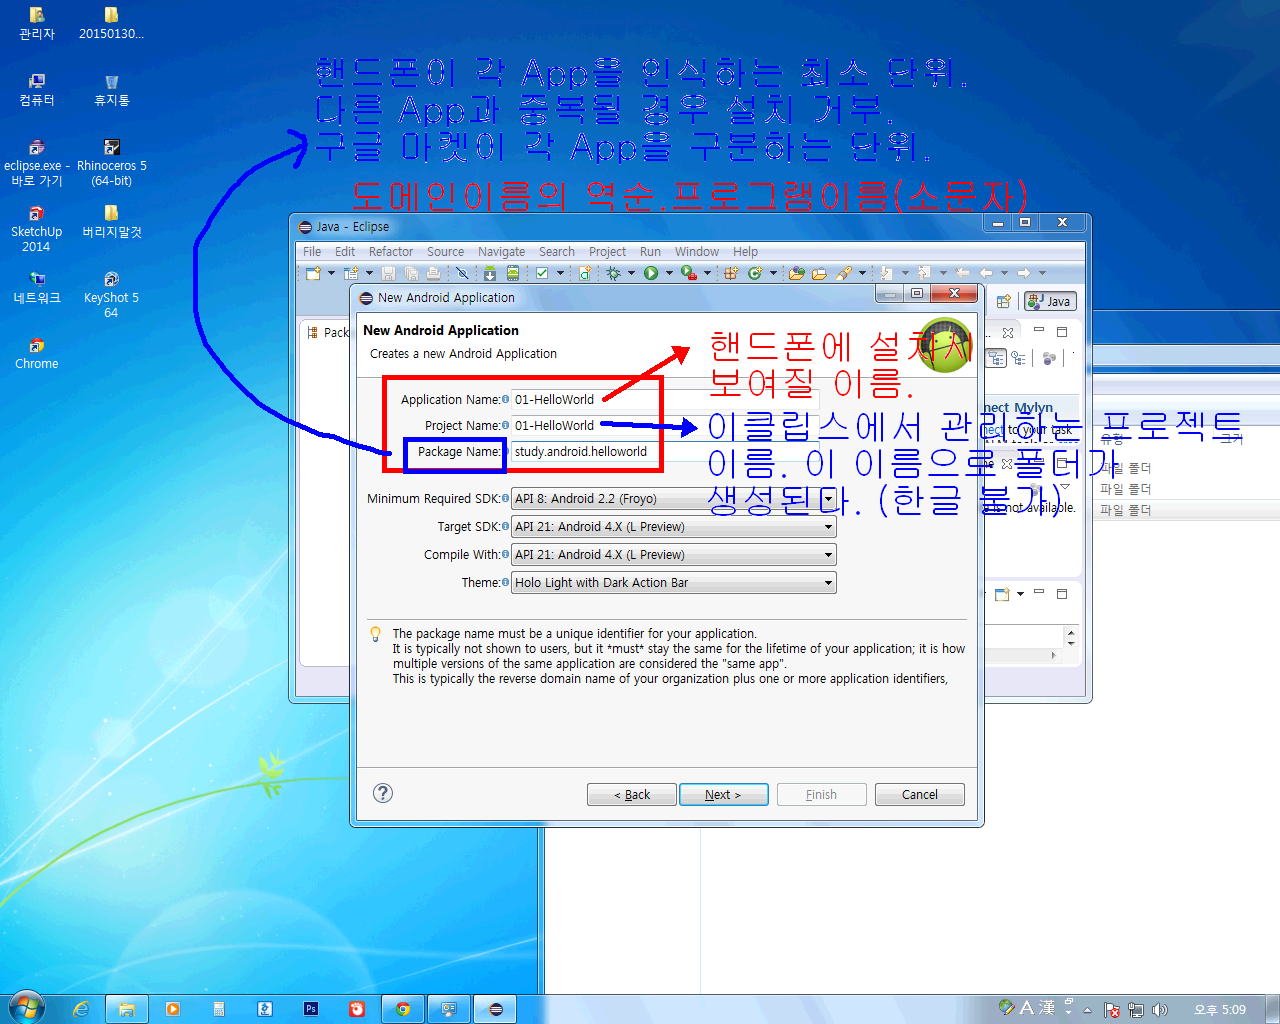 관리자
20150130...
컴퓨터
휴지통
eclipse.exe -
바로 가기
Rhinoceros 5
(64-bit)
SketchUp
2014
버리지말것
네트워크
KeyShot 5
64
Chrome
핸드폰이 각 App을 인식하는 최소 단위.
다른 App과 중복될 경우 설치 거부.
구글 마켓이 각 App을 구분하는 단위.
도메인이름의 역순.프로그램이름(소문자)
Java - Eclipse
File Edit Refactor Source Navigate Search Project Run Window Help
Java
Pack
New Android Application
New Android Application
Creates a new Android Application
핸드폰에 설치시
보여질 이름.
Application Name: 01-HelloWorld
Project Name: 01-HelloWorld
Package Name: study.android.helloworld
이클립스에서 관리하는 프로젝트
이름. 이 이름으로 폴더가
생성된다. (한글 불가)
nect Mylyn
to your task
is not available.
유형
크기
파일 폴더
파일 폴더
파일 폴더
Minimum Required SDK: API 8: Android 2.2 (Froyo)
Target SDK: API 21: Android 4.X (L Preview)
Compile With: API 21: Android 4.X (L Preview)
Theme: Holo Light with Dark Action Bar
The package name must be a unique identifier for your application.
It is typically not shown to users, but it *must* stay the same for the lifetime of your application; it is how
multiple versions of the same application are considered the "same app".
This is typically the reverse domain name of your organization plus one or more application identifiers,
< Back
Next >
Finish
Cancel
Ps
A 漢
오후 5:09